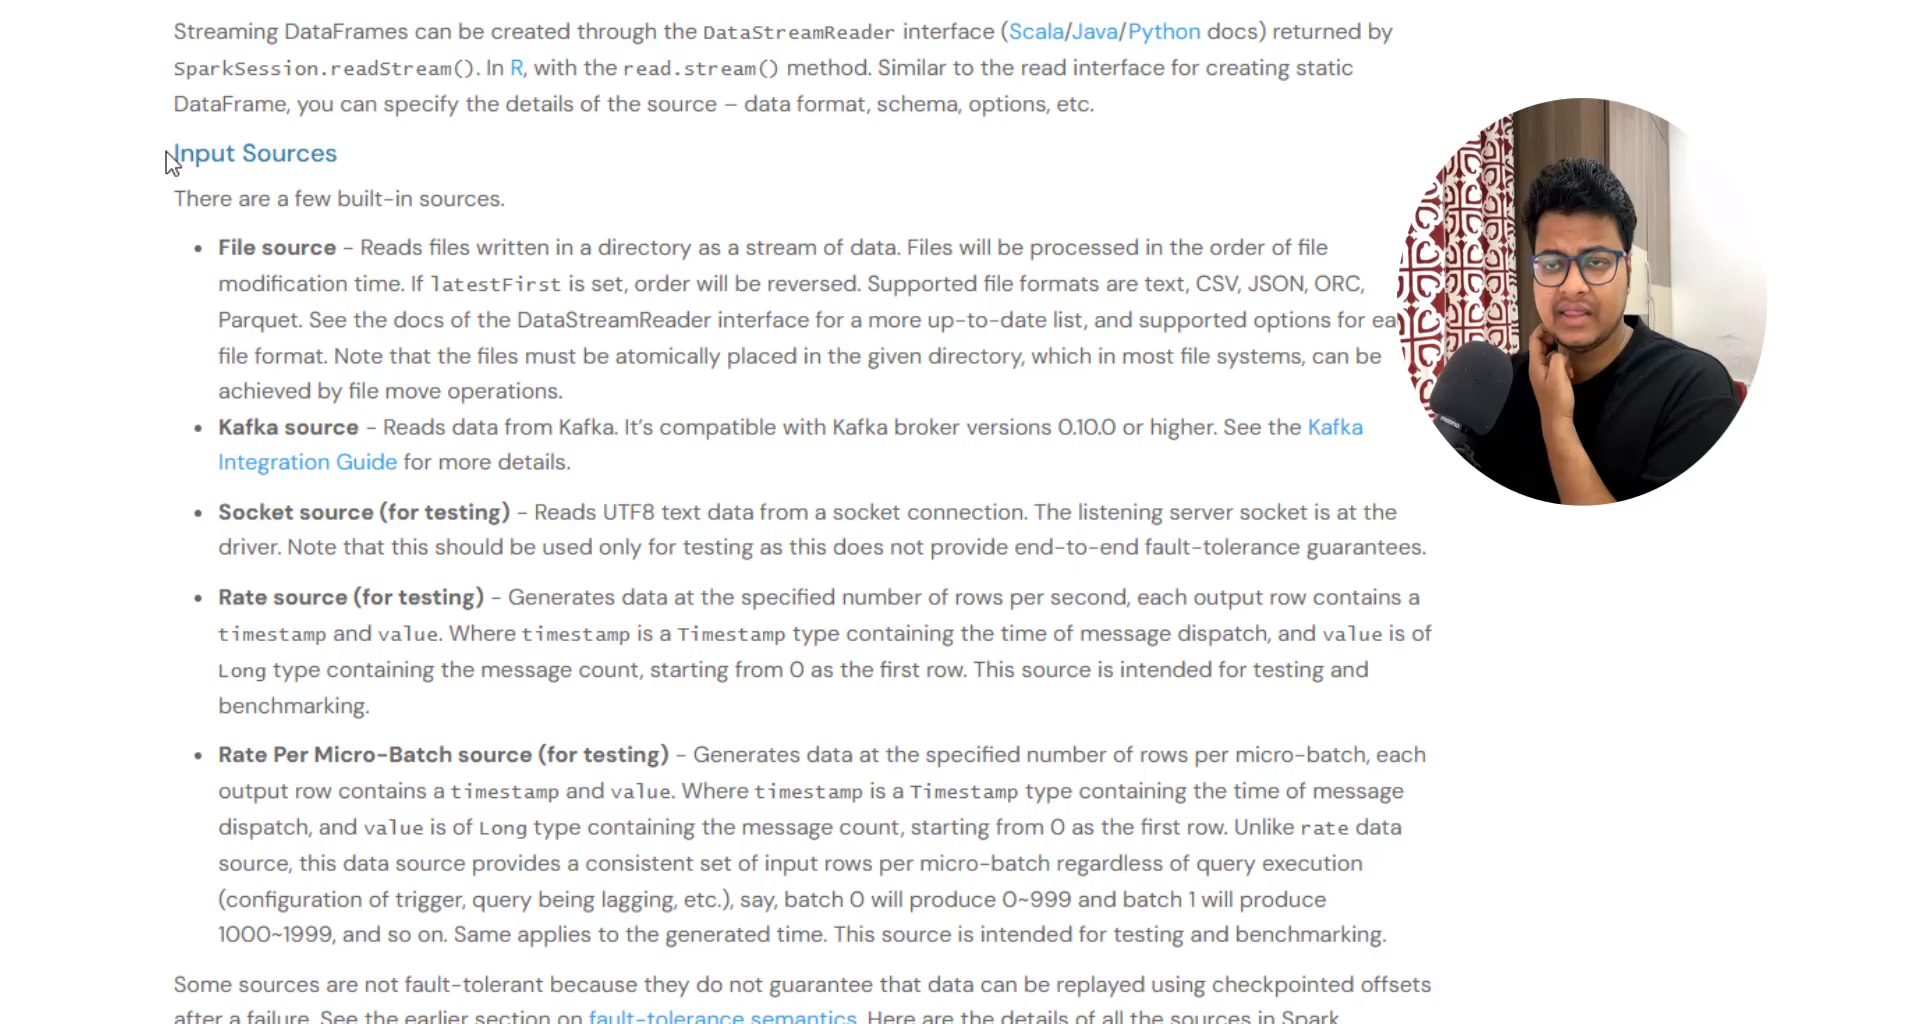 Streaming DataFrames can be created through the DataStreamReader interface (Scala/Java/Python docs) returned by
SparkSession.readStream(). In R, with the read.stream() method. Similar to the read interface for creating static
DataFrame, you can specify the details of the source – data format, schema, options, etc.
Input Sources
There are a few built-in sources.
• File source - Reads files written in a directory as a stream of data. Files will be processed in the order of file
modification time. If latestFirst is set, order will be reversed. Supported file formats are text, CSV, JSON, ORC,
Parquet. See the docs of the DataStreamReader interface for a more up-to-date list, and supported options for ea
file format. Note that the files must be atomically placed in the given directory, which in most file systems, can be
achieved by file move operations.
• Kafka source - Reads data from Kafka. It’s compatible with Kafka broker versions 0.10.0 or higher. See the Kafka
Integration Guide for more details.
• Socket source (for testing) - Reads UTF8 text data from a socket connection. The listening server socket is at the
driver. Note that this should be used only for testing as this does not provide end-to-end fault-tolerance guarantees.
• Rate source (for testing) - Generates data at the specified number of rows per second, each output row contains a
timestamp and value. Where timestamp is a Timestamp type containing the time of message dispatch, and value is of
Long type containing the message count, starting from 0 as the first row. This source is intended for testing and
benchmarking.
• Rate Per Micro-Batch source (for testing) - Generates data at the specified number of rows per micro-batch, each
output row contains a timestamp and value. Where timestamp is a Timestamp type containing the time of message
dispatch, and value is of Long type containing the message count, starting from 0 as the first row. Unlike rate data
source, this data source provides a consistent set of input rows per micro-batch regardless of query execution
(configuration of trigger, query being lagging, etc.), say, batch 0 will produce 0~999 and batch 1 will produce
1000~1999, and so on. Same applies to the generated time. This source is intended for testing and benchmarking.
Some sources are not fault-tolerant because they do not guarantee that data can be replayed using checkpointed offsets
after a failure. See the earlier section on fault-tolerance semantics. Here are the details of all the sources in Spark.